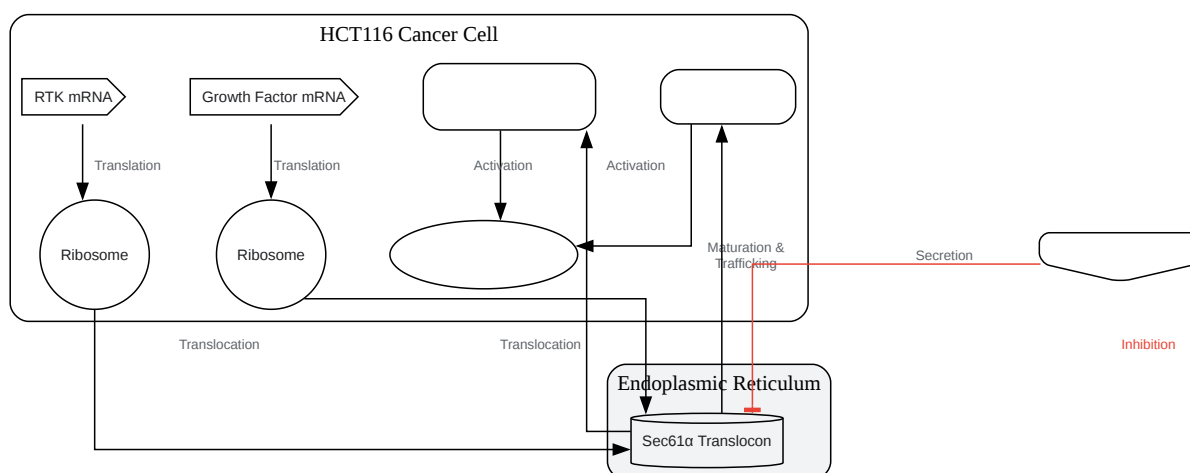 HCT116 Cancer Cell
RTK mRNA
Growth Factor mRNA
Translation
Translation
Activation
Activation
Ribosome
Ribosome
Maturation &
Trafficking
Secretion
Translocation
Translocation
Inhibition
Endoplasmic Reticulum
Sec61α Translocon